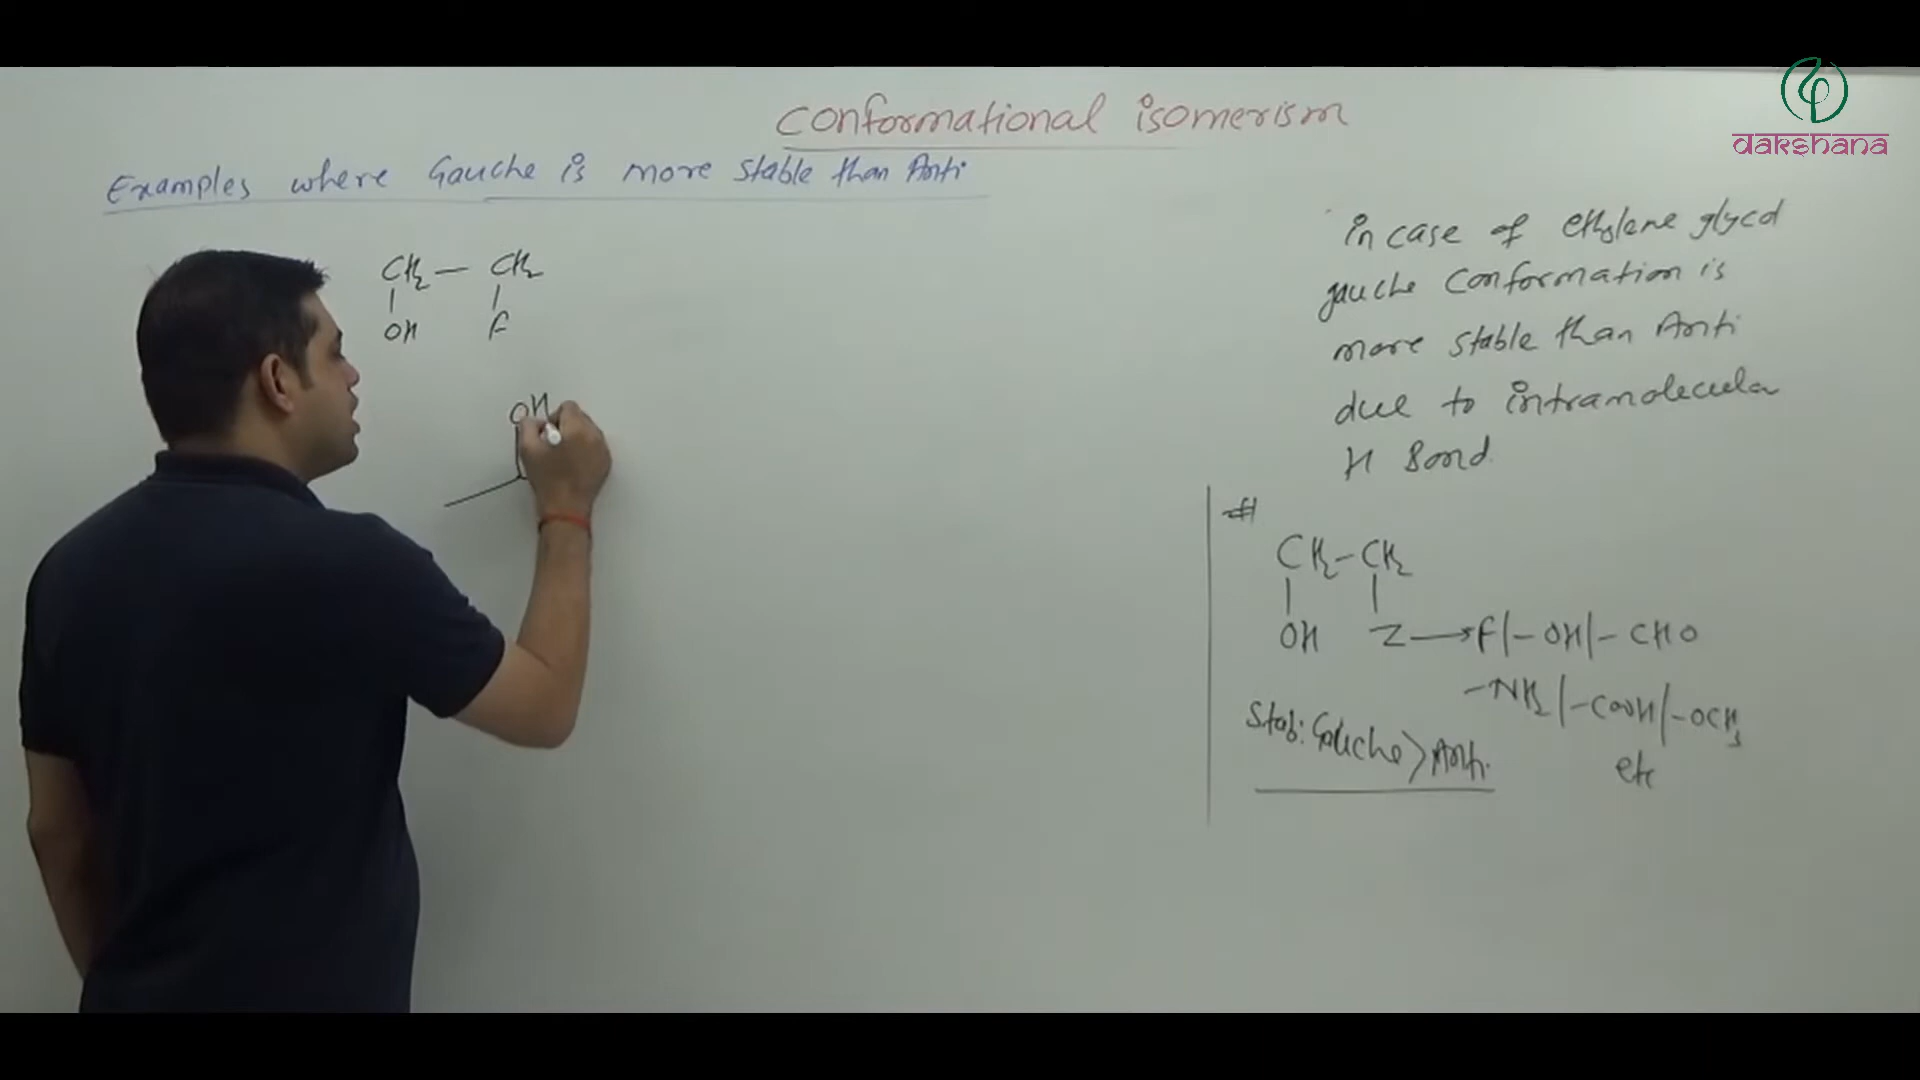 Conformational isomerism
dakshana
Examples where Gauche is more stable than Anti
CH2 — CH2
OH F
OH
in case of ethylene glycol
gauche conformation is
more stable than Anti
due to intramolecular
H Bond.
#
CH2-CH2
OH Z → F/-OH/-CHO
-NH2/-COOH/-OCH3
etc
Stab: Gauche > Anti.